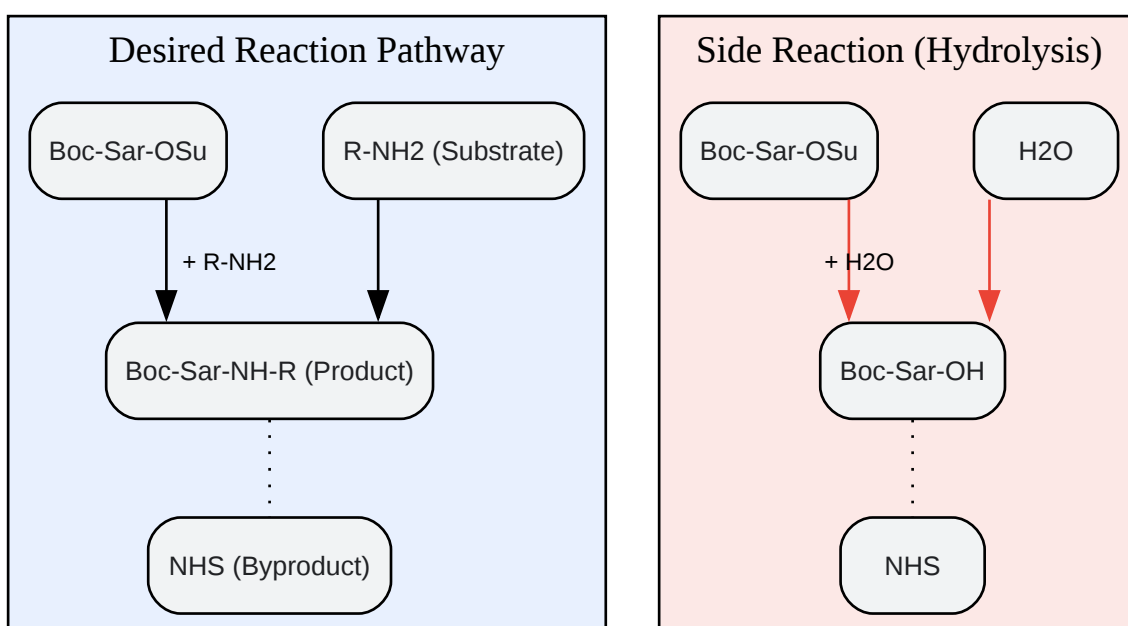 Desired Reaction Pathway
Boc-Sar-OSu
R-NH2 (Substrate)
+ R-NH2
Boc-Sar-NH-R (Product)
NHS (Byproduct)
Side Reaction (Hydrolysis)
Boc-Sar-OSu
H2O
+ H2O
Boc-Sar-OH
NHS